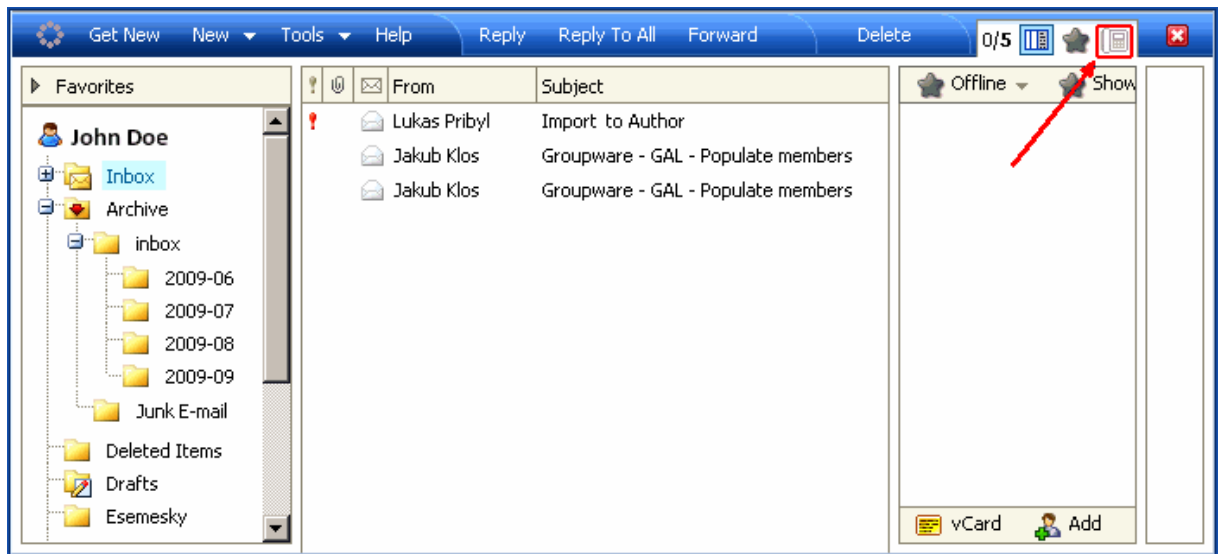 Get New New Tools Help Reply Reply To All Forward Delete 0/5
Favorites
John Doe
Inbox
Archive
inbox
2009-06
2009-07
2009-08
2009-09
Junk E-mail
Deleted Items
Drafts
Esemesky
From Subject
Lukas Pribyl Import to Author
Jakub Klos Groupware - GAL - Populate members
Jakub Klos Groupware - GAL - Populate members
Offline Show
vCard Add